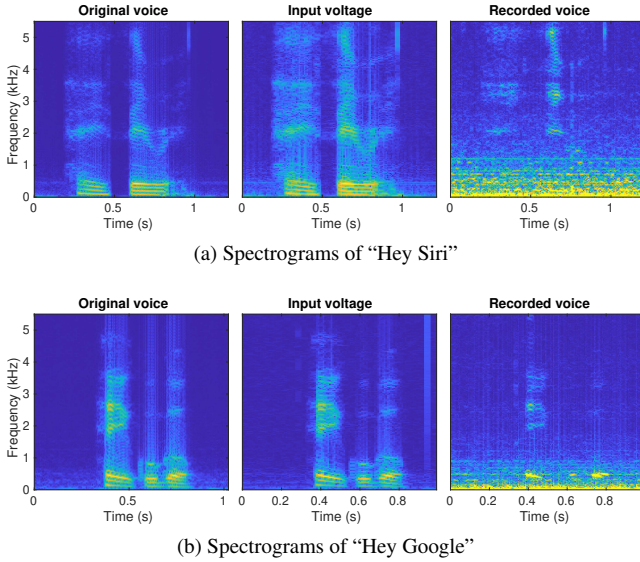 Original voice Input voltage Recorded voice
Frequency (kHz)
5
4
3
2
1
0
0 0.5 1 0 0.5 1 0 0.5 1
Time (s) Time (s) Time (s)
(a) Spectrograms of “Hey Siri”
Original voice Input voltage Recorded voice
Frequency (kHz)
5
4
3
2
1
0
0 0.5 1 0 0.2 0.4 0.6 0.8 0 0.2 0.4 0.6 0.8
Time (s) Time (s) Time (s)
(b) Spectrograms of “Hey Google”